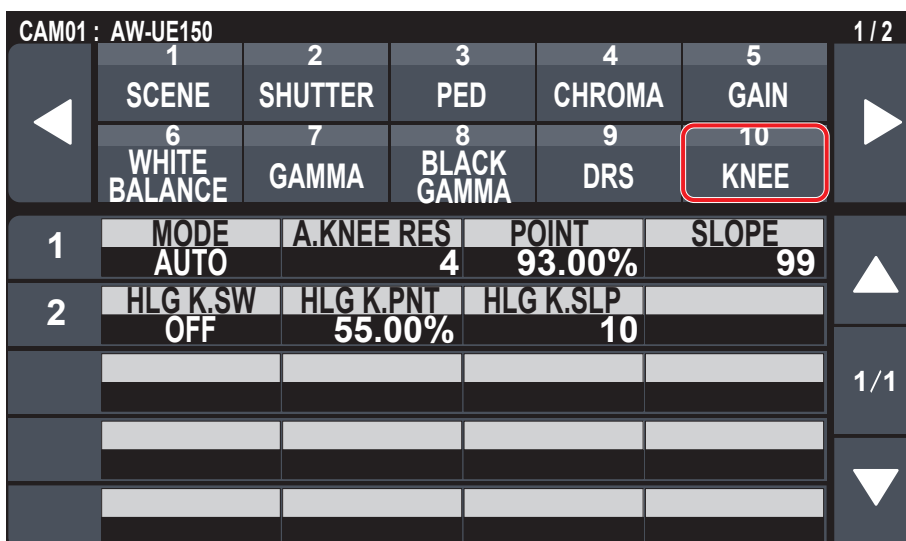 CAM01 : AW-UE150 1 / 2
1 2 3 4 5
SCENE SHUTTER PED CHROMA GAIN
6 7 8 9 10
WHITE BALANCE GAMMA BLACK GAMMA DRS KNEE
1 MODE A.KNEE RES POINT SLOPE
AUTO 4 93.00% 99
2 HLG K.SW HLG K.PNT HLG K.SLP
OFF 55.00% 10
1/1